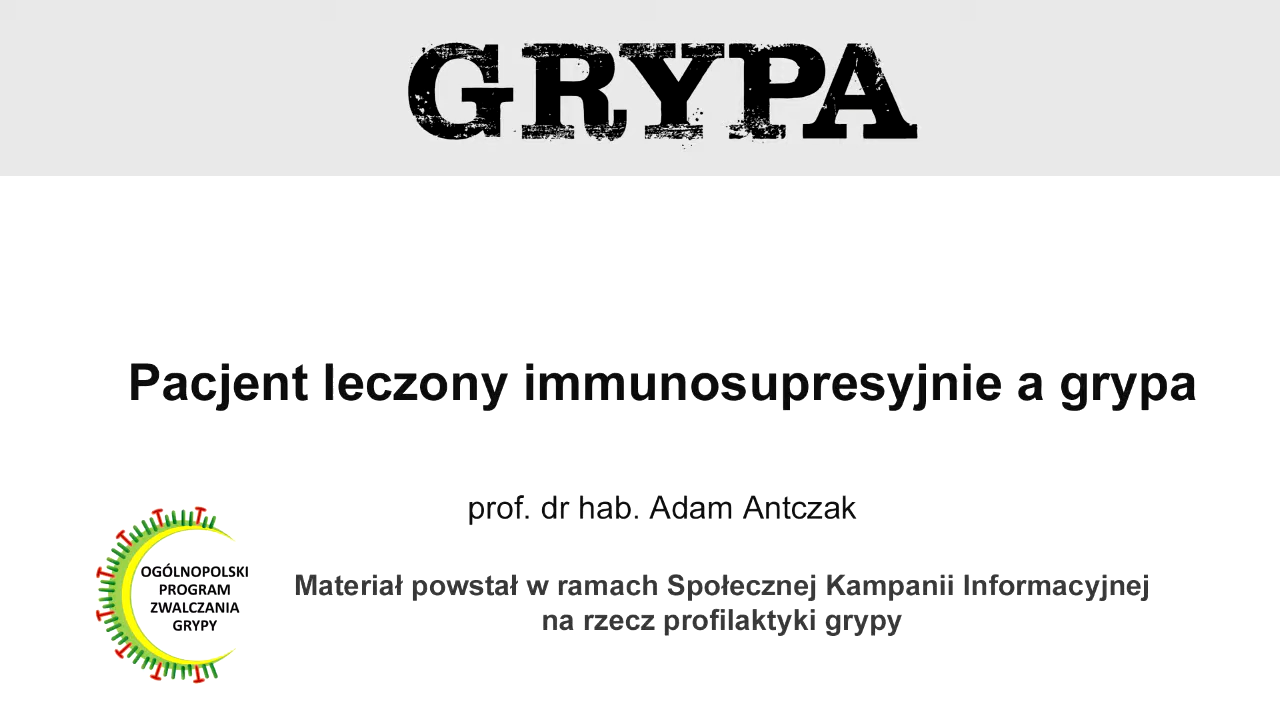 GRYPA
Pacjent leczony immunosupresyjnie a grypa
prof. dr hab. Adam Antczak
OGÓLNOPOLSKI
PROGRAM
ZWALCZANIA
GRYPY
Materiał powstał w ramach Społecznej Kampanii Informacyjnej
na rzecz profilaktyki grypy